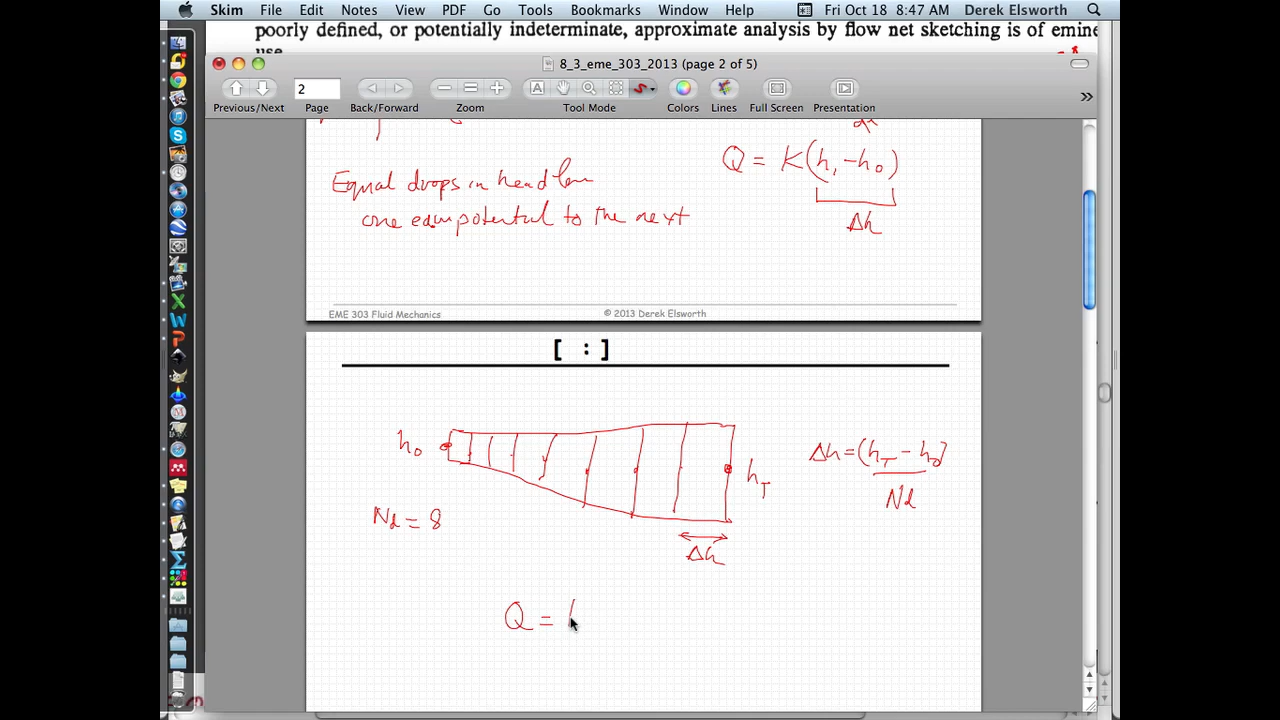 Skim File Edit Notes View PDF Go Tools Bookmarks Window Help Fri Oct 18 8:47 AM Derek Elsworth
poorly defined, or potentially indeterminate, approximate analysis by flow net sketching is of emine
use
8_3_eme_303_2013 (page 2 of 5)
2
Previous/Next Page Back/Forward Zoom Tool Mode Colors Lines Full Screen Presentation »
Q = K(h₁ - h₀)
Equal drops in head
one equipotential to the next
Δh
EME 303 Fluid Mechanics © 2013 Derek Elsworth
[ : ]
h₀
Δh = (h_T - h₀)
h_T
Nd
Nd = 8
Δh
Q =